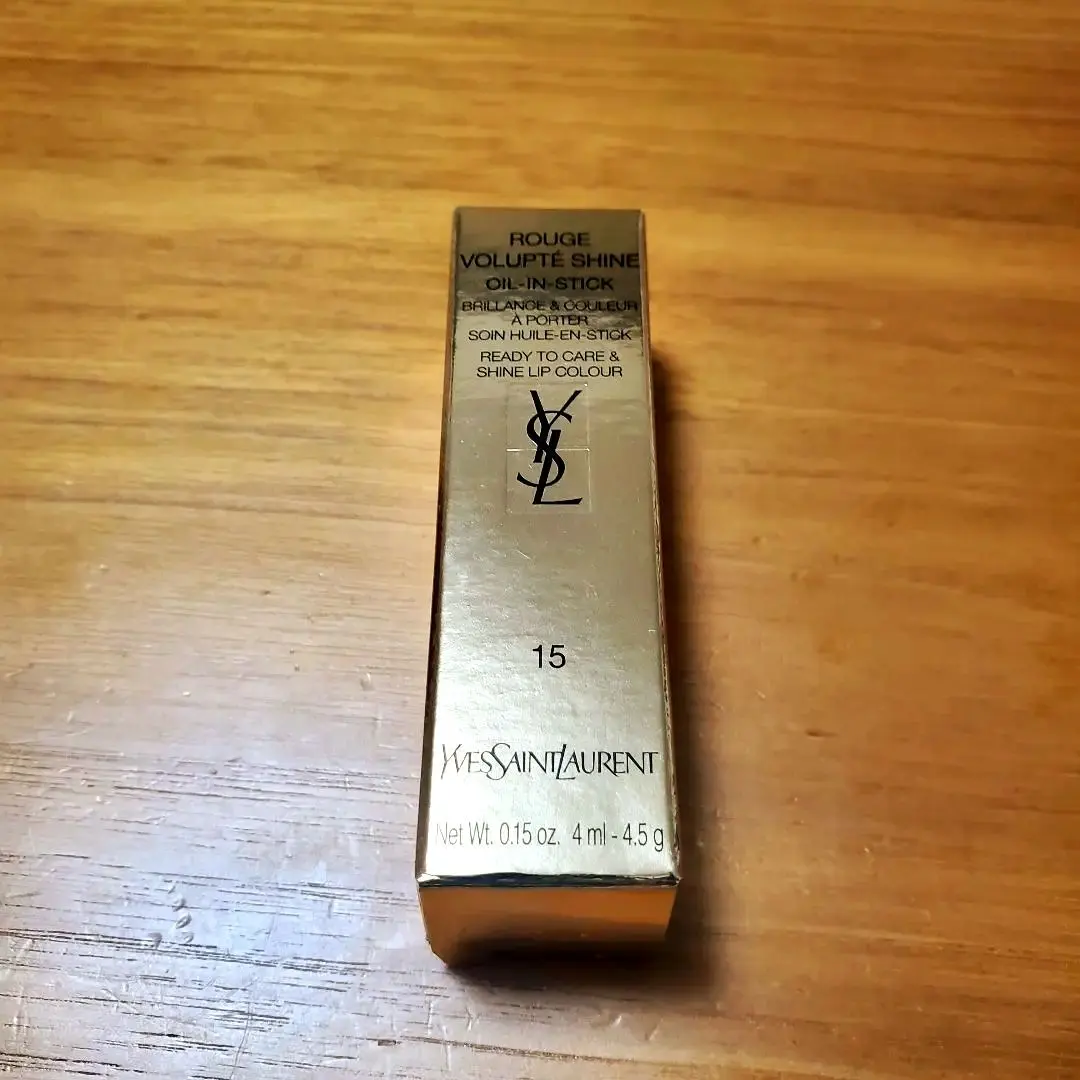 ROUGE
VOLUPTÉ SHINE
OIL-IN-STICK
BRILLANCE & COULEUR
À PORTER
SOIN HUILE-EN-STICK
READY TO CARE &
SHINE LIP COLOUR
YSL
15
YVESSAINTLAURENT
Net Wt. 0.15 oz. 4 ml - 4.5 g